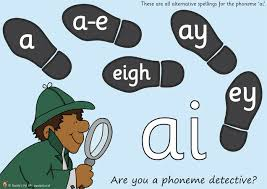 These are all alternative spellings for the phoneme 'ai'.
a
a-e
ay
eigh
ey
ai
Are you a phoneme detective?